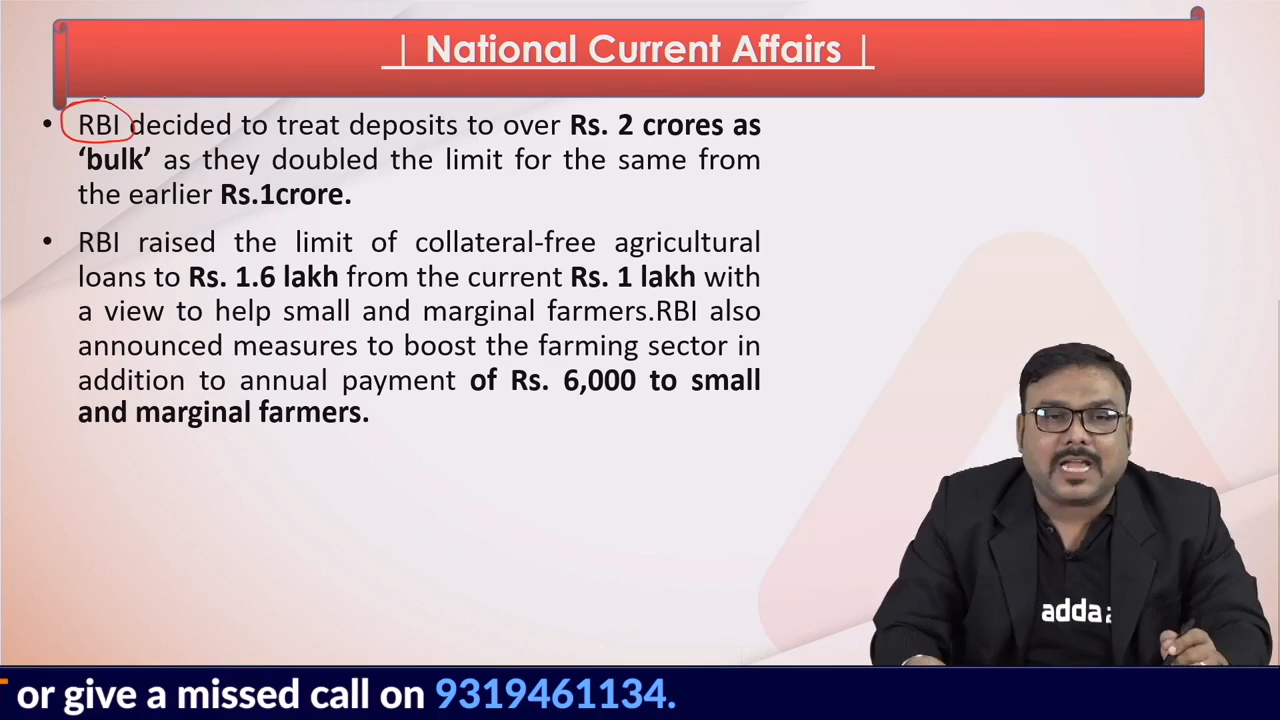 | National Current Affairs |
• RBI decided to treat deposits to over Rs. 2 crores as
‘bulk’ as they doubled the limit for the same from
the earlier Rs.1crore.
• RBI raised the limit of collateral-free agricultural
loans to Rs. 1.6 lakh from the current Rs. 1 lakh with
a view to help small and marginal farmers.RBI also
announced measures to boost the farming sector in
addition to annual payment of Rs. 6,000 to small
and marginal farmers.
adda
or give a missed call on 9319461134.